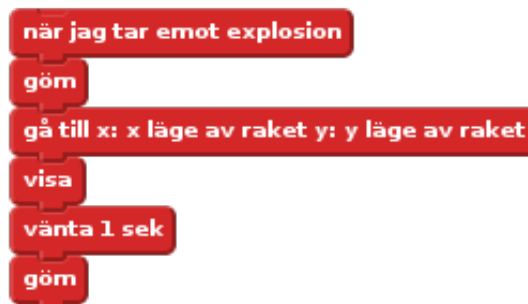 när jag tar emot explosion
göm
gå till x: x läge av raket y: y läge av raket
visa
vänta 1 sek
göm